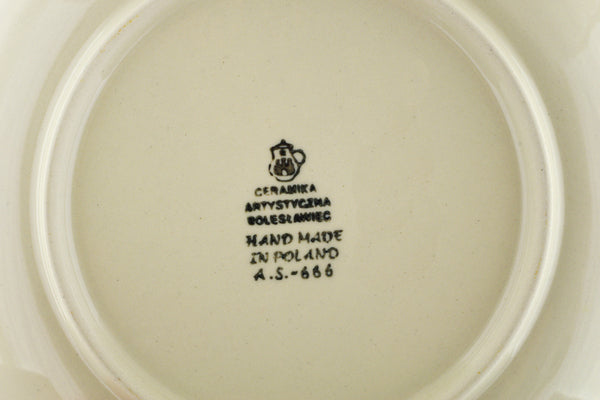 CERAMIKA
ARTYSTYCZNA
BOLESŁAWIEC
HAND MADE
IN POLAND
A.S.-666